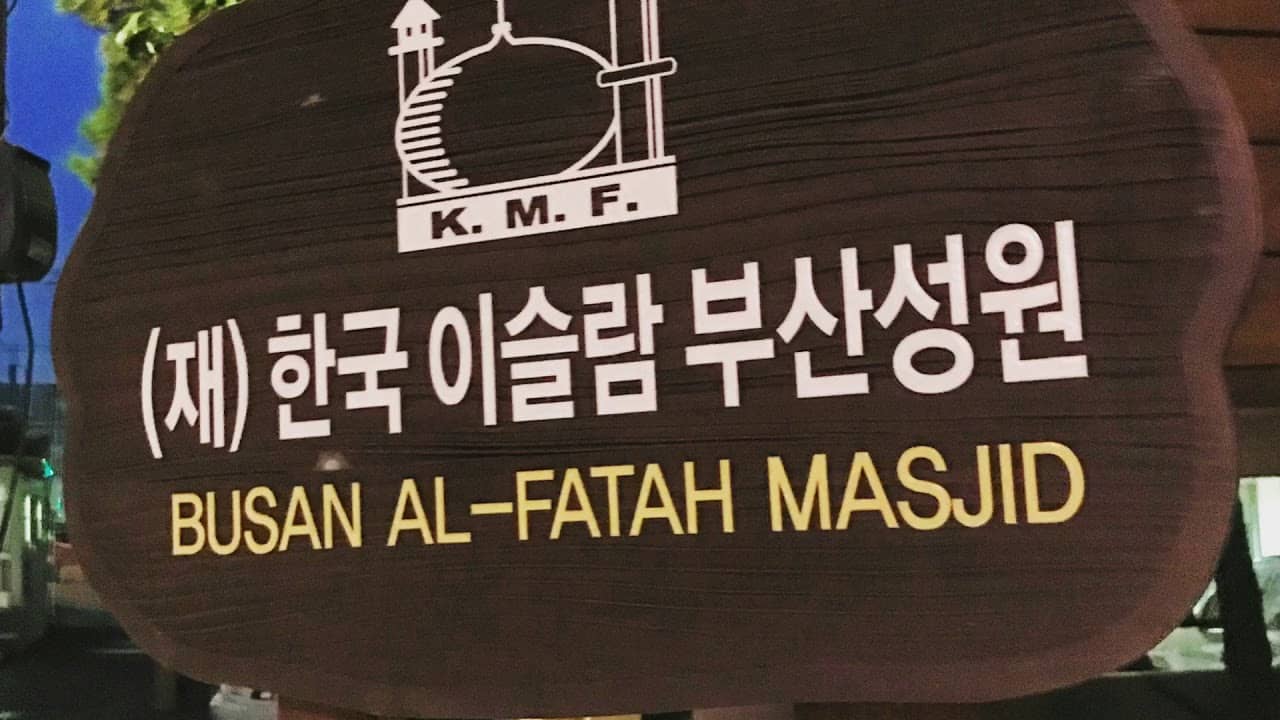 K. M. F.
(재) 한국 이슬람 부산성원
BUSAN AL-FATAH MASJID